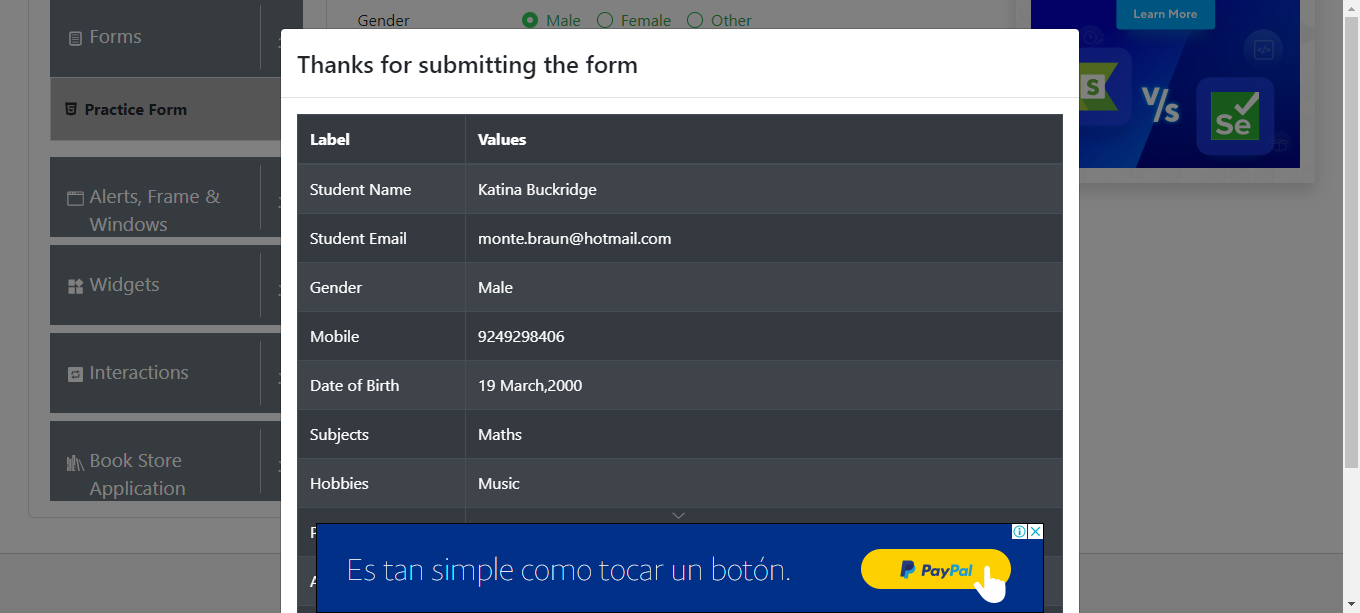 Gender
Male
Female
Other
Learn More
Forms
Practice Form
Alerts, Frame &
Windows
Widgets
Interactions
Book Store
Application
Thanks for submitting the form
Label Values
Student Name Katina Buckridge
Student Email monte.braun@hotmail.com
Gender Male
Mobile 9249298406
Date of Birth 19 March,2000
Subjects Maths
Hobbies Music
Es tan simple como tocar un botón.
PayPal
S
V/s
Se